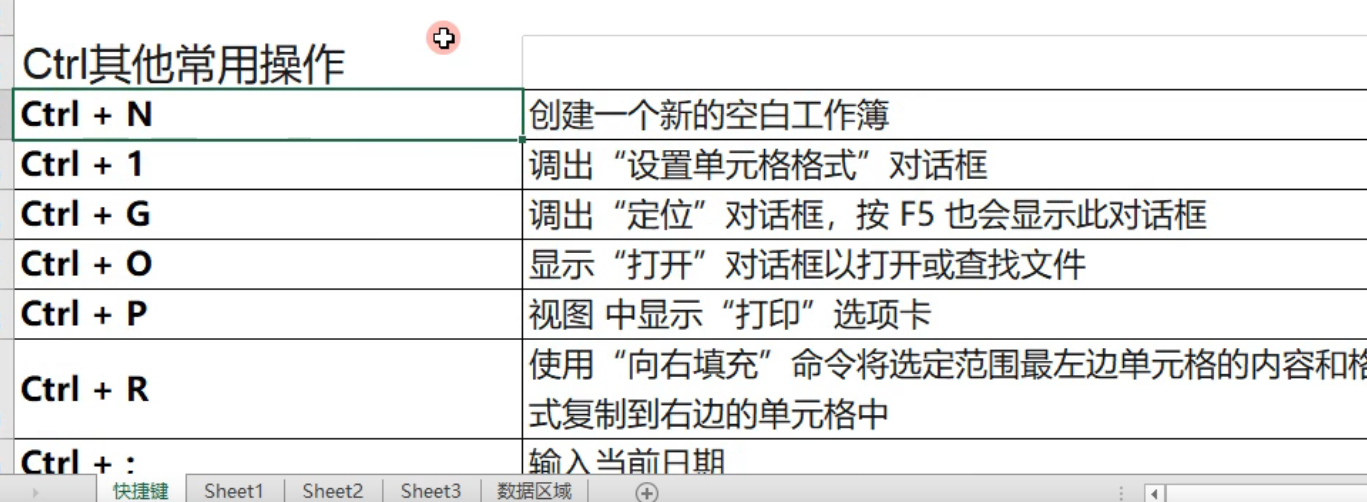 Ctrl其他常用操作
Ctrl + N 创建一个新的空白工作簿
Ctrl + 1 调出“设置单元格格式”对话框
Ctrl + G 调出“定位”对话框，按 F5 也会显示此对话框
Ctrl + O 显示“打开”对话框以打开或查找文件
Ctrl + P 视图 中显示“打印”选项卡
Ctrl + R 使用“向右填充”命令将选定范围最左边单元格的内容和格
式复制到右边的单元格中
Ctrl + ; 输入当前日期
快捷键 Sheet1 Sheet2 Sheet3 数据区域